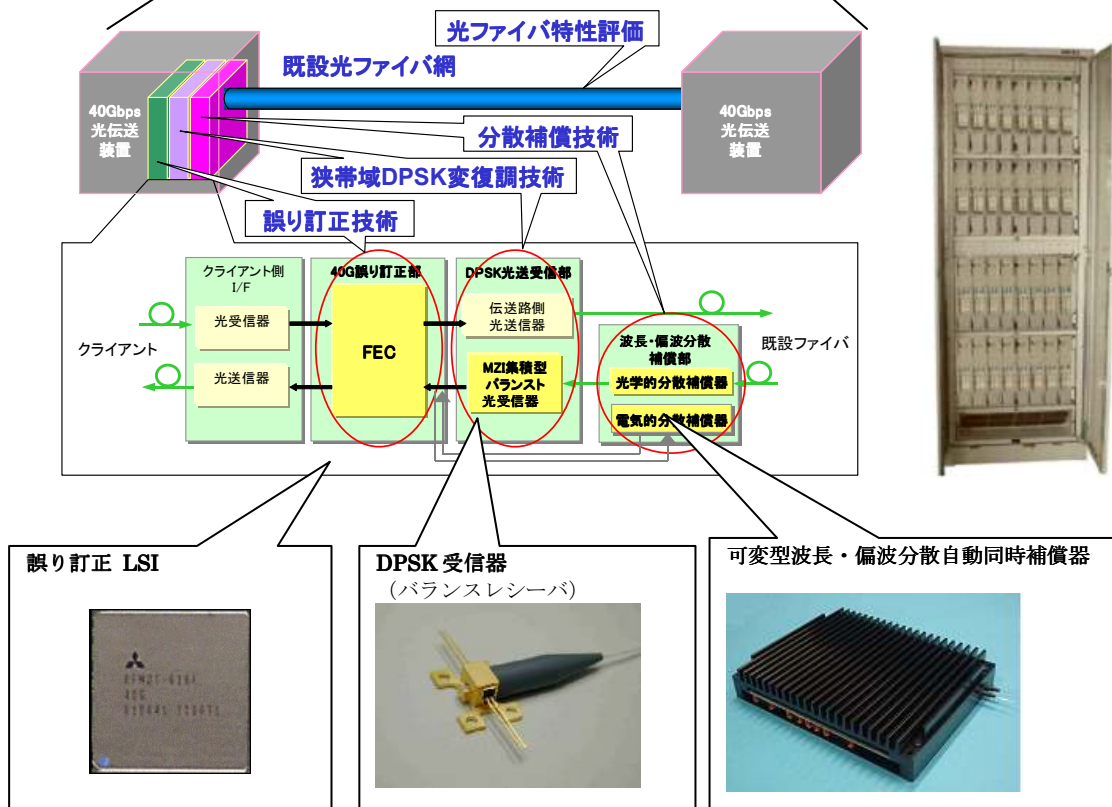 光ファイバ特性評価
既設光ファイバ網
40Gbps
光伝送
装置
40Gbps
光伝送
装置
分散補償技術
狭帯域DPSK変復調技術
誤り訂正技術
クライアント側
I/F
40G誤り訂正部
DPSK光送受信部
光受信器
FEC
伝送路側
光送信器
波長・偏波分散
補償部
クライアント
既設ファイバ
光送信器
MZI集積型
バランスト
光受信器
光学的分散補償器
電気的分散補償器
誤り訂正 LSI
DPSK 受信器
（バランスレシーバ）
可変型波長・偏波分散自動同時補償器
40G